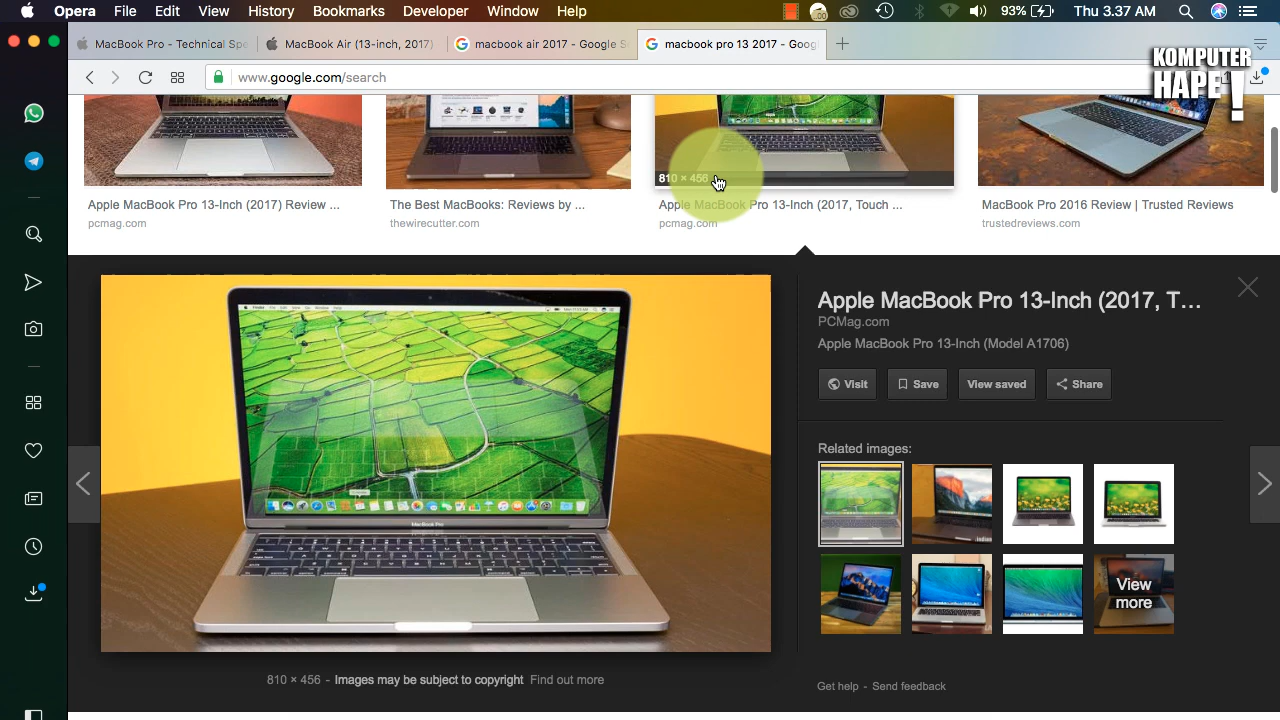 Opera File Edit View History Bookmarks Developer Window Help
.00 93% Thu 3.37 AM
MacBook Pro - Technical Spe
MacBook Air (13-inch, 2017)
macbook air 2017 - Google S
macbook pro 13 2017 - Goog
KOMPUTER
HAPE!
www.google.com/search
810 × 456
Apple MacBook Pro 13-Inch (2017) Review ...
pcmag.com
The Best MacBooks: Reviews by ...
thewirecutter.com
Apple MacBook Pro 13-Inch (2017, Touch ...
pcmag.com
MacBook Pro 2016 Review | Trusted Reviews
trustedreviews.com
MacBook Pro
Apple MacBook Pro 13-Inch (2017, T...
PCMag.com
Apple MacBook Pro 13-Inch (Model A1706)
Visit
Save
View saved
Share
Related images:
View
more
810 × 456 - Images may be subject to copyright Find out more
Get help - Send feedback